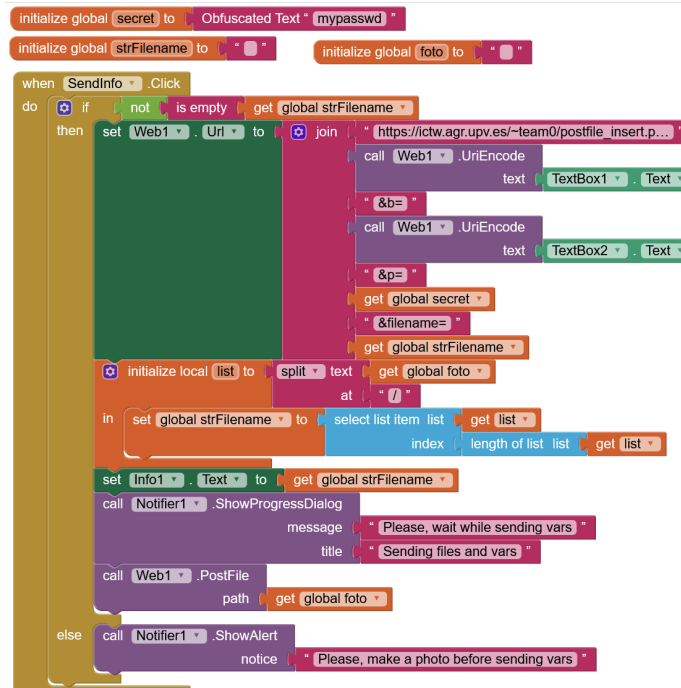 initialize global secret to Obfuscated Text “ mypasswd ”
initialize global strFilename to “ ”
initialize global foto to “ ”
when SendInfo .Click
do if not is empty get global strFilename
then set Web1 . Url to join “ https://ictw.agr.upv.es/~team0/postfile_insert.p... ”
call Web1 .UriEncode
text TextBox1 . Text
“ &b= ”
call Web1 .UriEncode
text TextBox2 . Text
“ &p= ”
get global secret
“ &filename= ”
get global strFilename
initialize local list to split text get global foto
at “ / ”
in set global strFilename to select list item list get list
index length of list list get list
set Info1 . Text to get global strFilename
call Notifier1 .ShowProgressDialog
message “ Please, wait while sending vars ”
title “ Sending files and vars ”
call Web1 .PostFile
path get global foto
else call Notifier1 .ShowAlert
notice “ Please, make a photo before sending vars ”